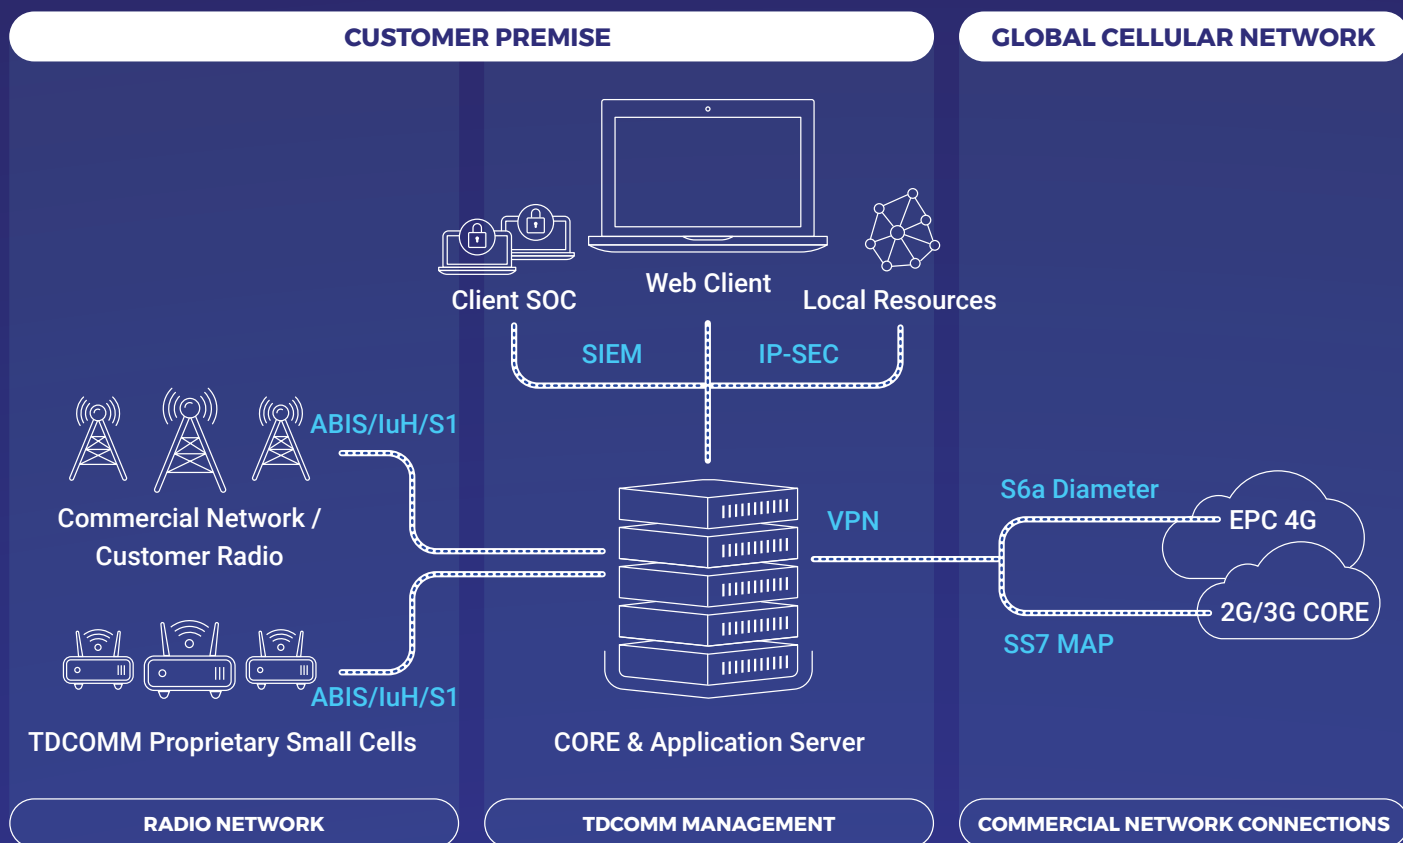 CUSTOMER PREMISE
GLOBAL CELLULAR NETWORK
Client SOC
Web Client
Local Resources
SIEM
IP-SEC
ABIS/IuH/S1
Commercial Network /
Customer Radio
VPN
S6a Diameter
EPC 4G
2G/3G CORE
SS7 MAP
ABIS/IuH/S1
TDCOMM Proprietary Small Cells
CORE & Application Server
RADIO NETWORK
TDCOMM MANAGEMENT
COMMERCIAL NETWORK CONNECTIONS